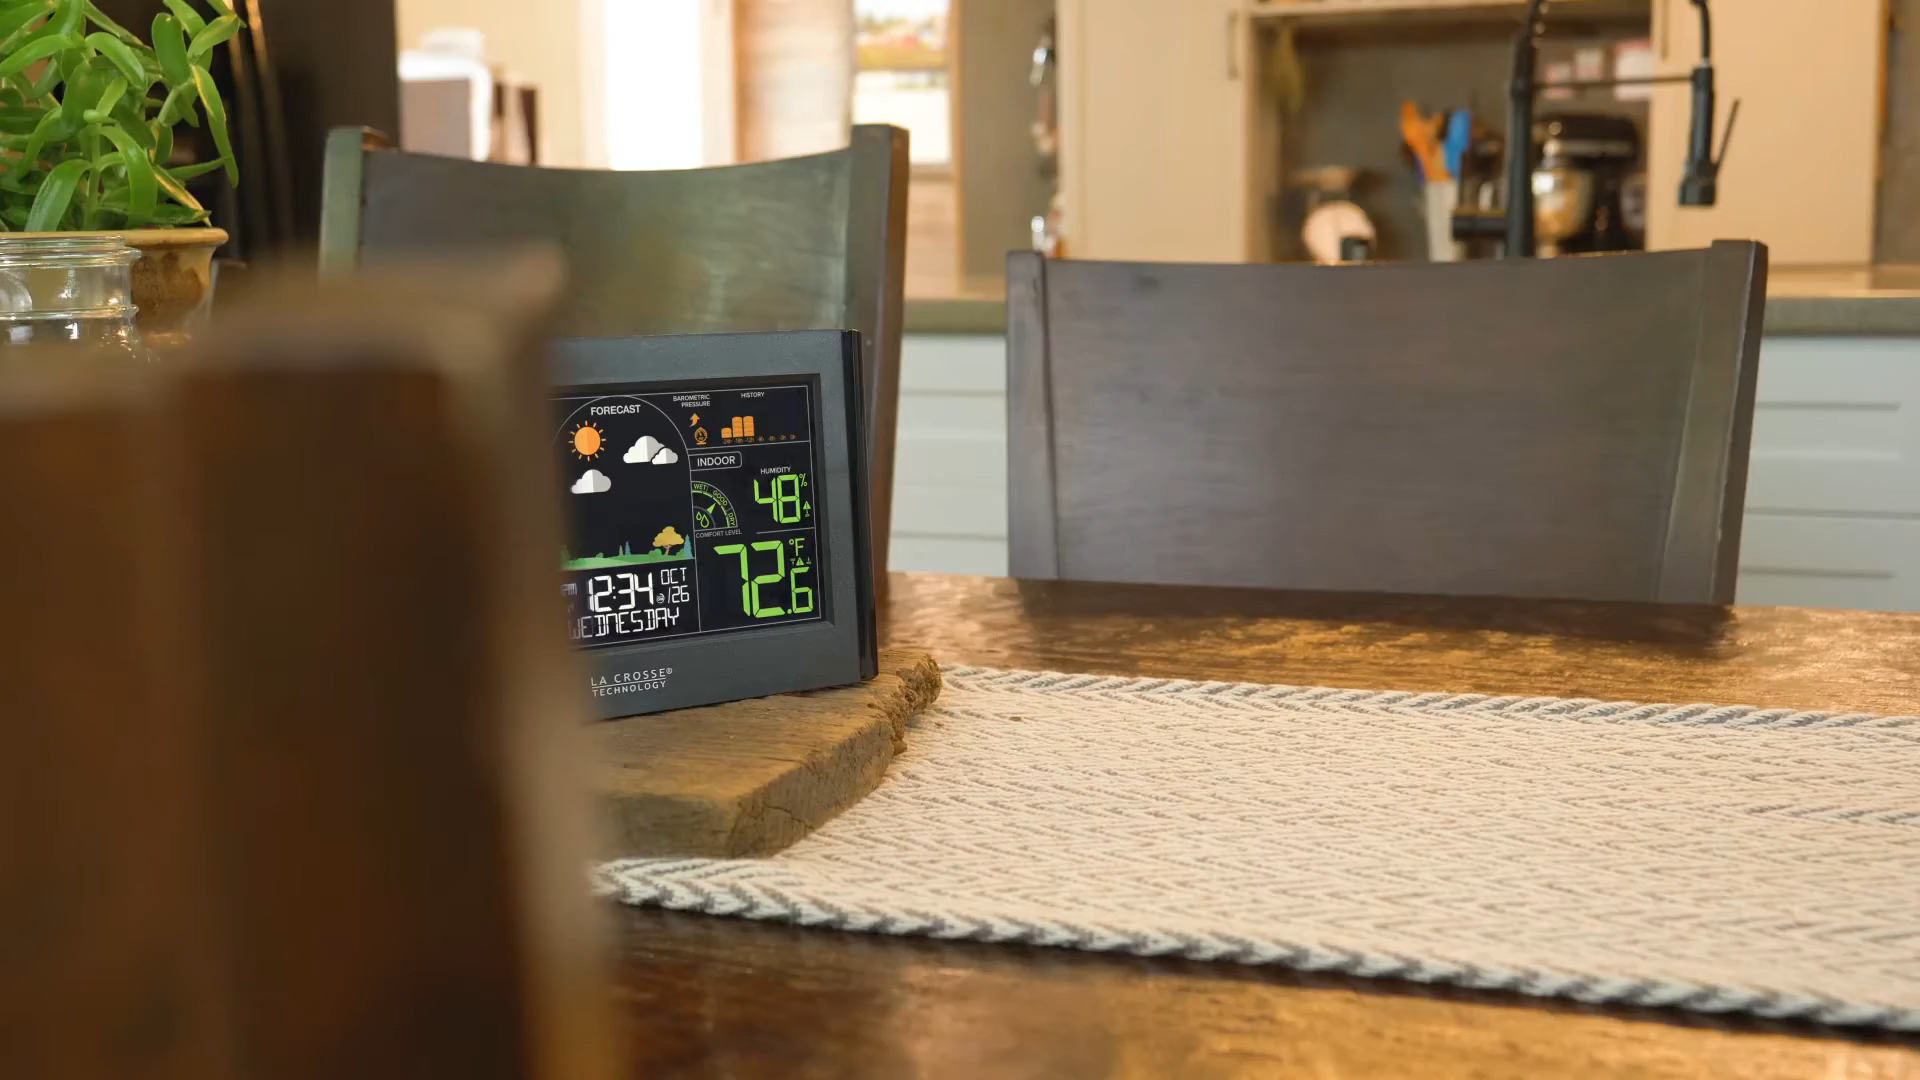 FORECAST
BAROMETRIC
PRESSURE
HISTORY
INDOOR
HUMIDITY
48%
WET GOOD DRY
COMFORT LEVEL
72.6 °F
PM 12:34
OCT
/26
WEDNESDAY
LA CROSSE®
TECHNOLOGY